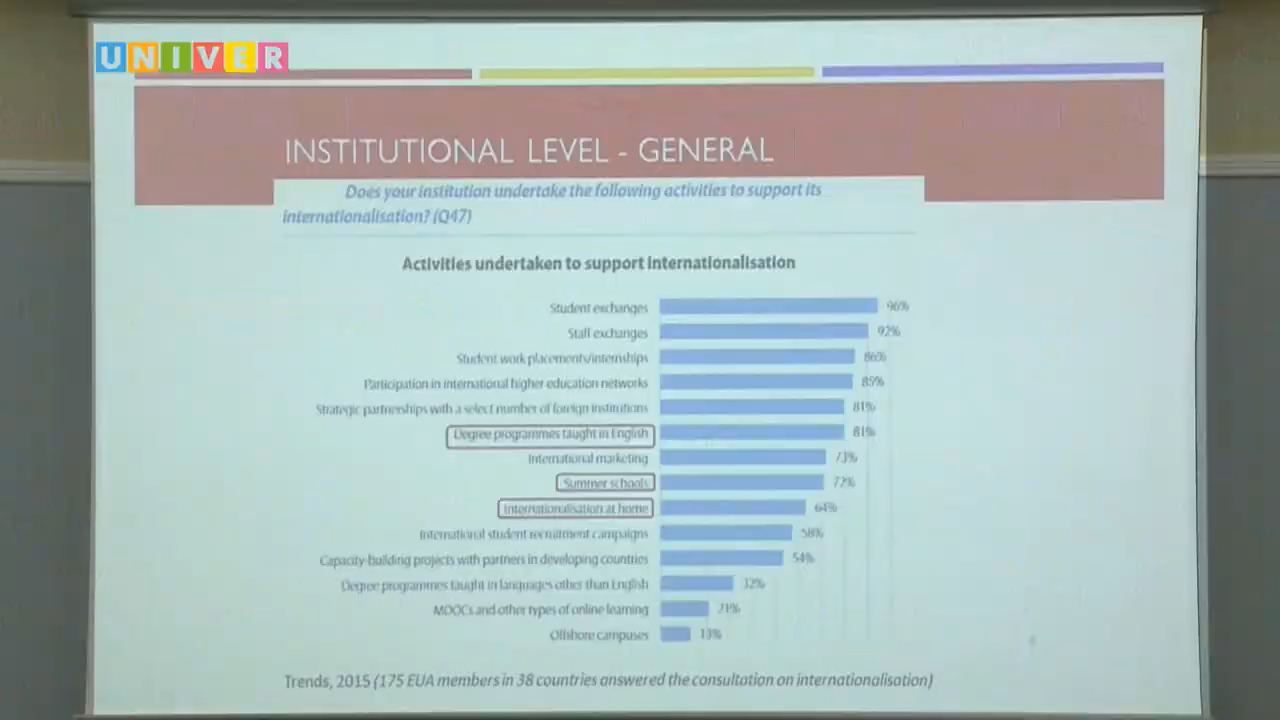 UNIVER
INSTITUTIONAL LEVEL - GENERAL
Does your institution undertake the following activities to support its
internationalisation? (Q47)
Activities undertaken to support internationalisation
Student exchanges 96%
Staff exchanges 92%
Student work placements/internships 86%
Participation in international higher education networks 85%
Strategic partnerships with a select number of foreign institutions 81%
Degree programmes taught in English 81%
International marketing 73%
Summer schools 72%
Internationalisation at home 64%
International student recruitment campaigns 58%
Capacity-building projects with partners in developing countries 54%
Degree programmes taught in languages other than English 32%
MOOCs and other types of online learning 21%
Offshore campuses 13%
Trends, 2015 (175 EUA members in 38 countries answered the consultation on internationalisation)